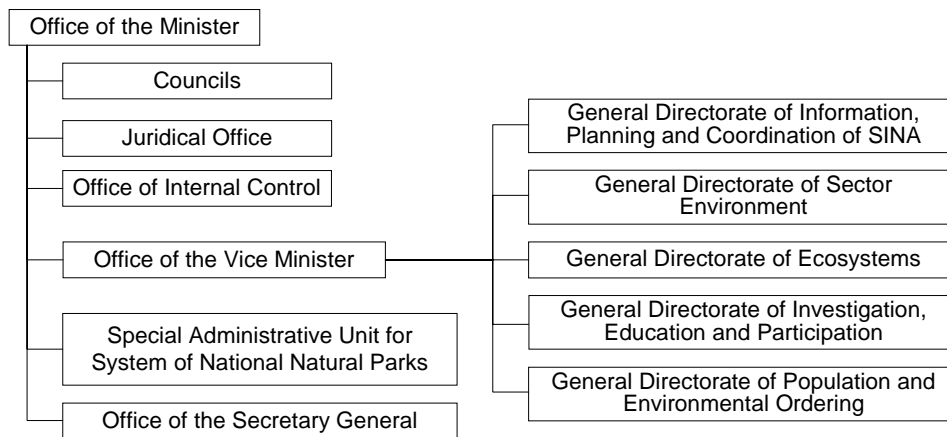 Office of the Minister
Councils
Juridical Office
Office of Internal Control
Office of the Vice Minister
Special Administrative Unit for
System of National Natural Parks
Office of the Secretary General
General Directorate of Information,
Planning and Coordination of SINA
General Directorate of Sector
Environment
General Directorate of Ecosystems
General Directorate of Investigation,
Education and Participation
General Directorate of Population and
Environmental Ordering